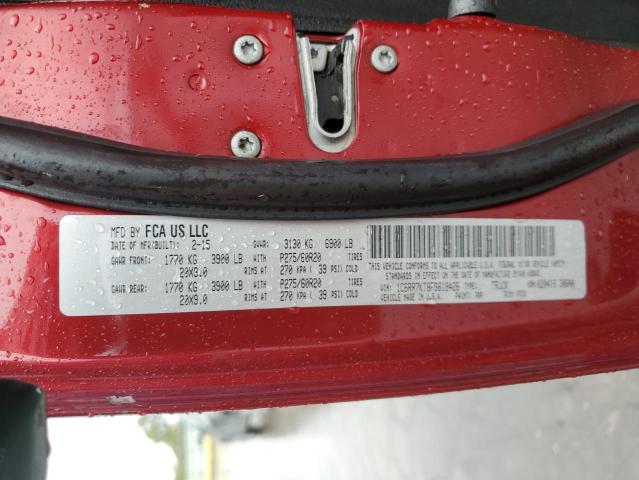 MFD BY FCA US LLC
DATE OF MFR(BUILT): 2-15 GVWR: 3130 KG 6900 LB
GAWR FRONT: 1770 KG 3900 LB WITH P275/60R20 TIRES
20X9.0 RIMS AT 270 KPA ( 39 PSI) COLD
GAWR REAR: 1770 KG 3900 LB WITH P275/60R20 TIRES
20X9.0 RIMS AT 270 KPA ( 39 PSI) COLD
THIS VEHICLE CONFORMS TO ALL APPLICABLE U.S.A. FEDERAL MOTOR VEHICLE SAFETY
STANDARDS IN EFFECT ON THE DATE OF MANUFACTURE SHOWN ABOVE.
VIN: TYPE: TRUCK
MADE IN U.S.A. PAINT: TRIM: